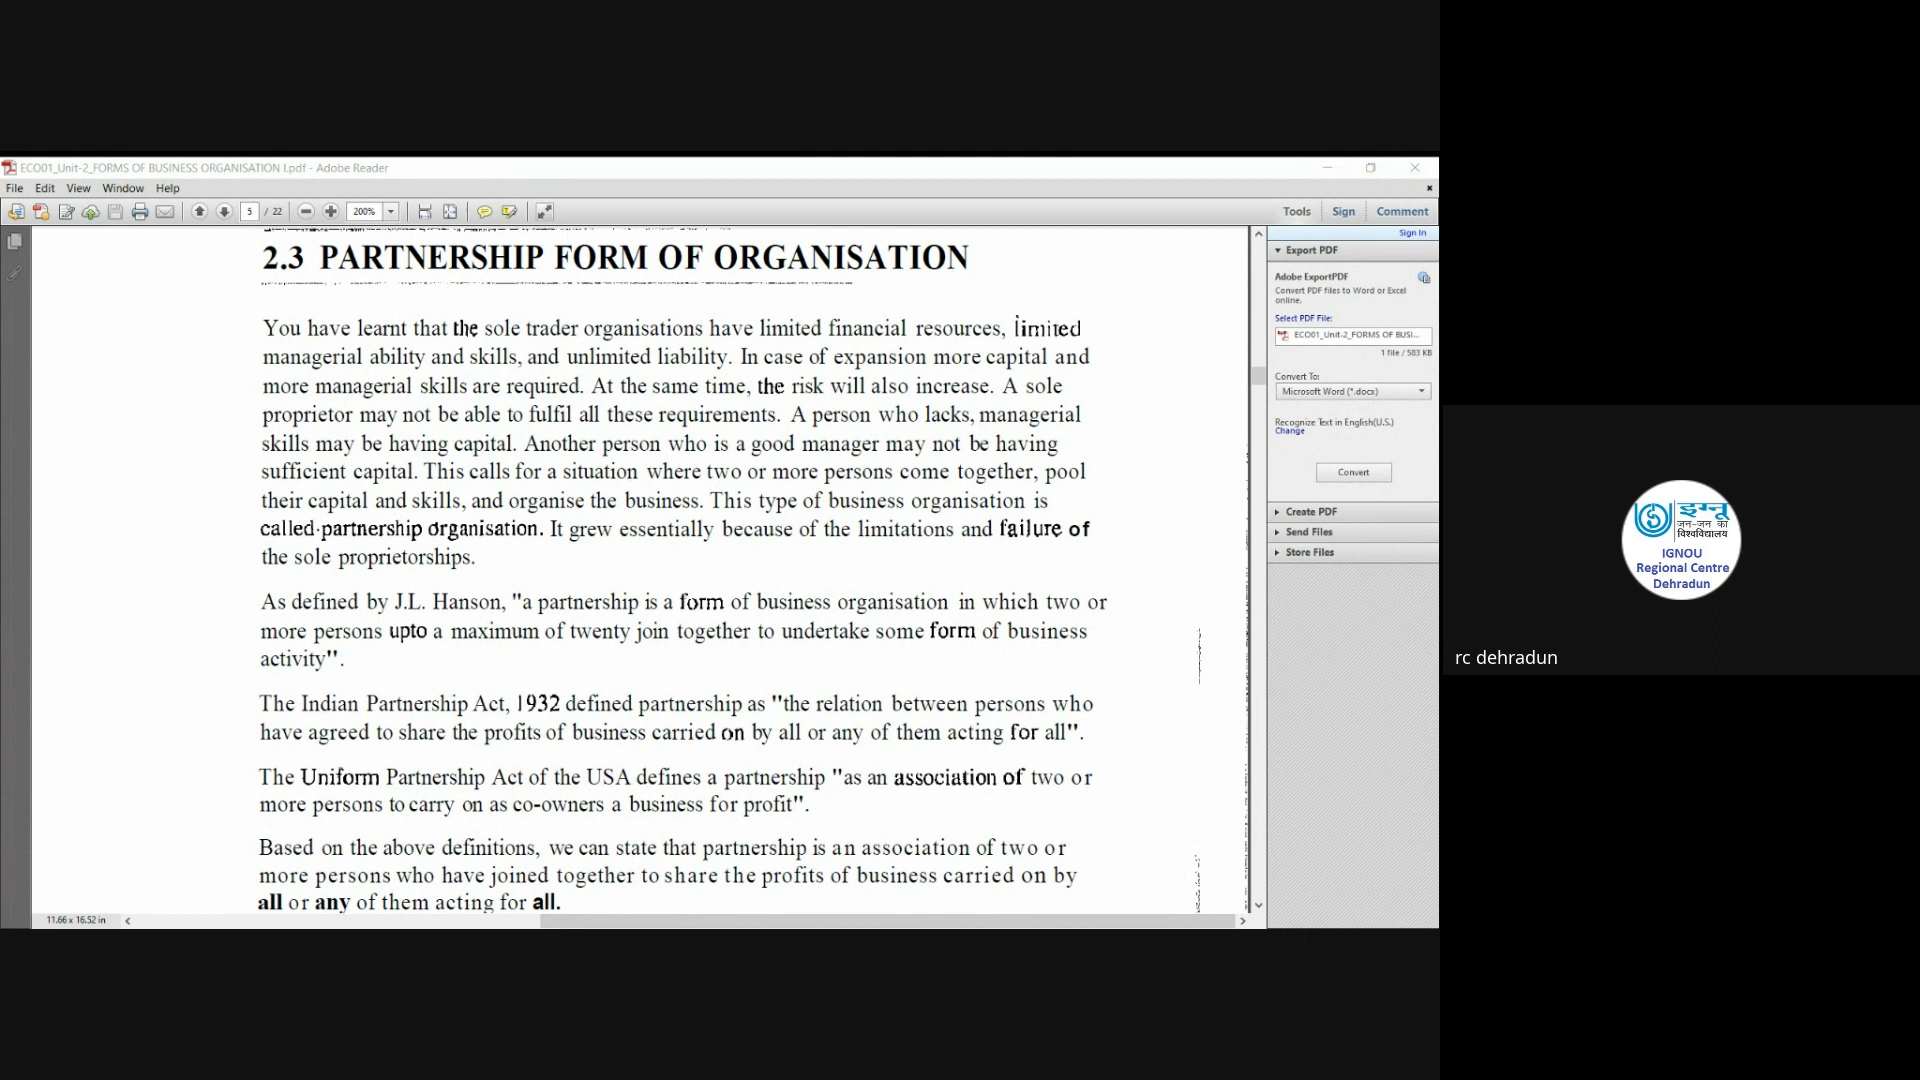 ECO01_Unit-2_FORMS OF BUSINESS ORGANISATION I.pdf - Adobe Reader
File Edit View Window Help
5 / 22 200% Tools Sign Comment
Sign In
Export PDF
Adobe ExportPDF
Convert PDF files to Word or Excel
online.
Select PDF File:
ECO01_Unit-2_FORMS OF BUSI...
1 file / 583 KB
Convert To:
Microsoft Word (*.docx)
Recognize Text in English(U.S.)
Change
Convert
Create PDF
Send Files
Store Files
2.3 PARTNERSHIP FORM OF ORGANISATION
You have learnt that the sole trader organisations have limited financial resources, limited
managerial ability and skills, and unlimited liability. In case of expansion more capital and
more managerial skills are required. At the same time, the risk will also increase. A sole
proprietor may not be able to fulfil all these requirements. A person who lacks, managerial
skills may be having capital. Another person who is a good manager may not be having
sufficient capital. This calls for a situation where two or more persons come together, pool
their capital and skills, and organise the business. This type of business organisation is
called·partnership organisation. It grew essentially because of the limitations and failure of
the sole proprietorships.
As defined by J.L. Hanson, "a partnership is a form of business organisation in which two or
more persons upto a maximum of twenty join together to undertake some form of business
activity".
The Indian Partnership Act, 1932 defined partnership as "the relation between persons who
have agreed to share the profits of business carried on by all or any of them acting for all".
The Uniform Partnership Act of the USA defines a partnership "as an association of two or
more persons to carry on as co-owners a business for profit".
Based on the above definitions, we can state that partnership is an association of two or
more persons who have joined together to share the profits of business carried on by
all or any of them acting for all.
11.66 x 16.52 in
इग्नू
जन-जन का
विश्वविद्यालय
IGNOU
Regional Centre
Dehradun
rc dehradun